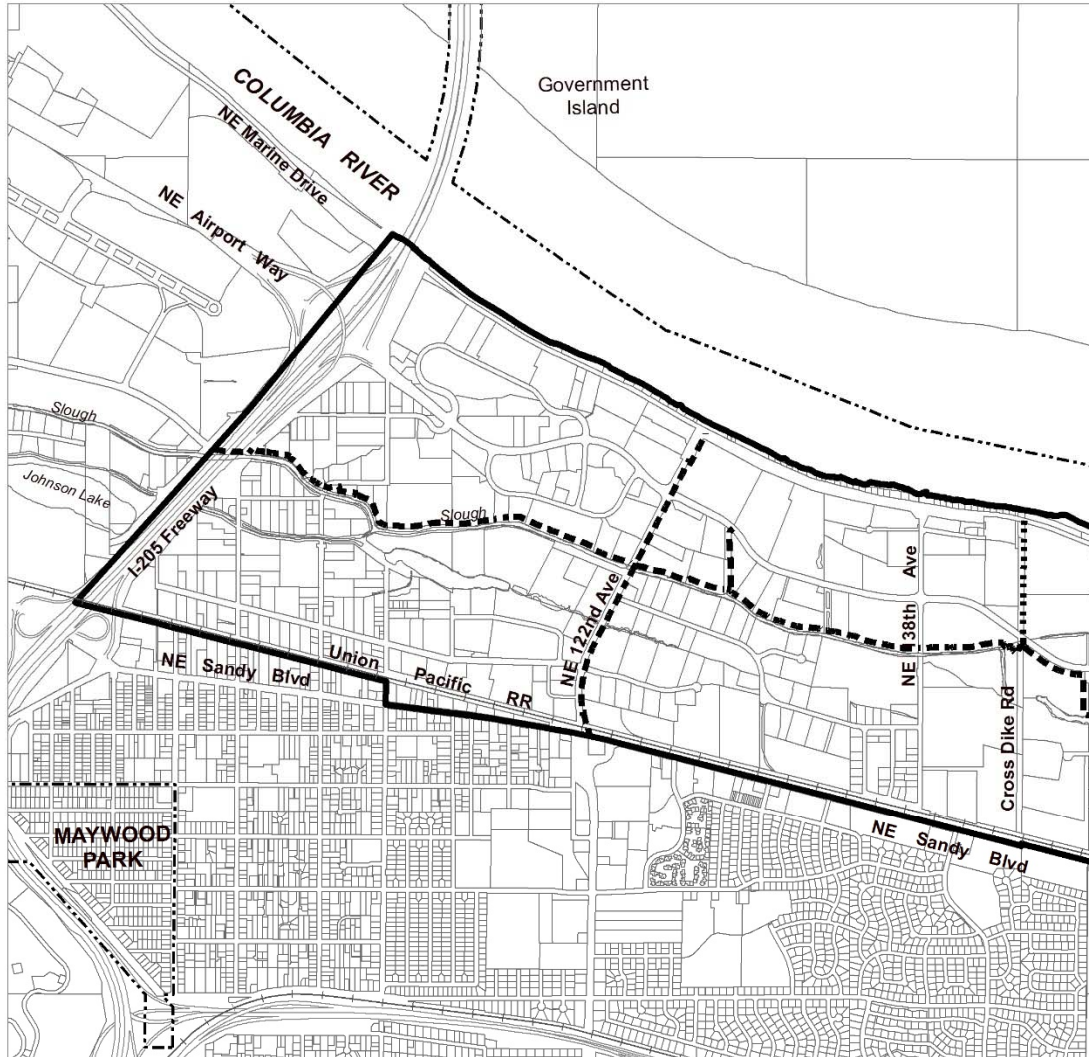 Government
Island
COLUMBIA RIVER
NE Marine Drive
NE Airport Way
Slough
Johnson Lake
I-205 Freeway
Slough
NE 122nd Ave
NE 138th Ave
Cross Dike Rd
Union Pacific RR
NE Sandy Blvd
NE Sandy Blvd
MAYWOOD
PARK